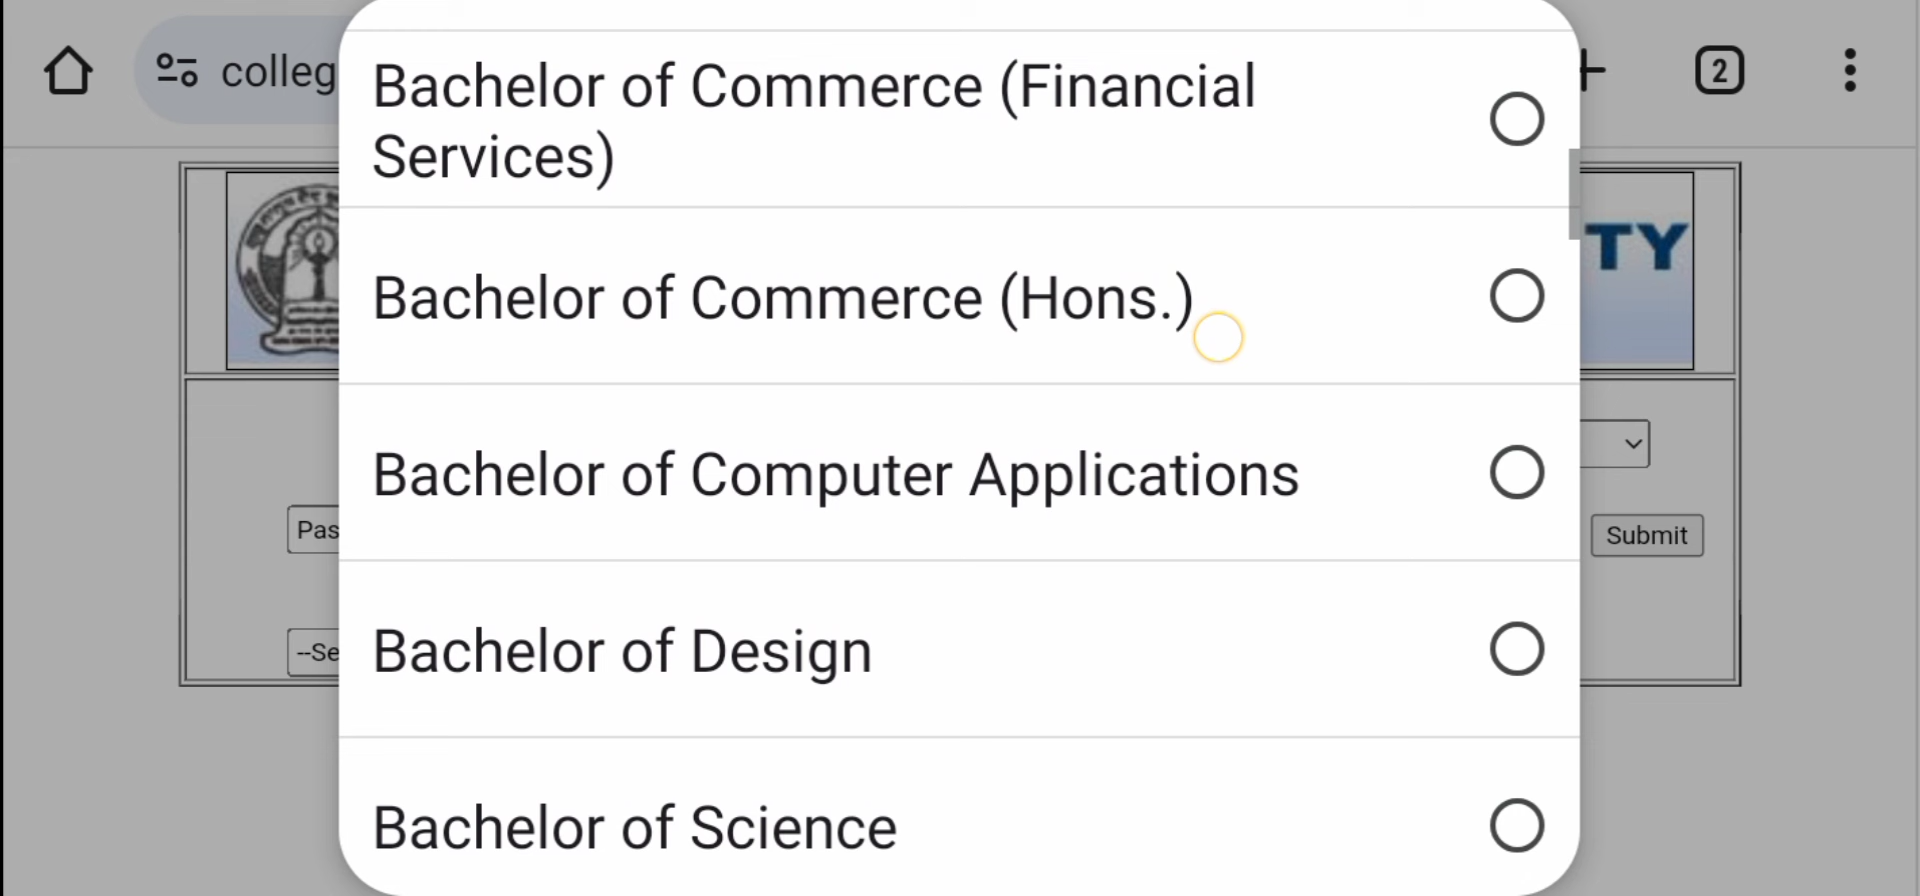 colleg
2
Bachelor of Commerce (Financial
Services)
TY
Bachelor of Commerce (Hons.)
Bachelor of Computer Applications
Pas
Submit
--Se
Bachelor of Design
Bachelor of Science